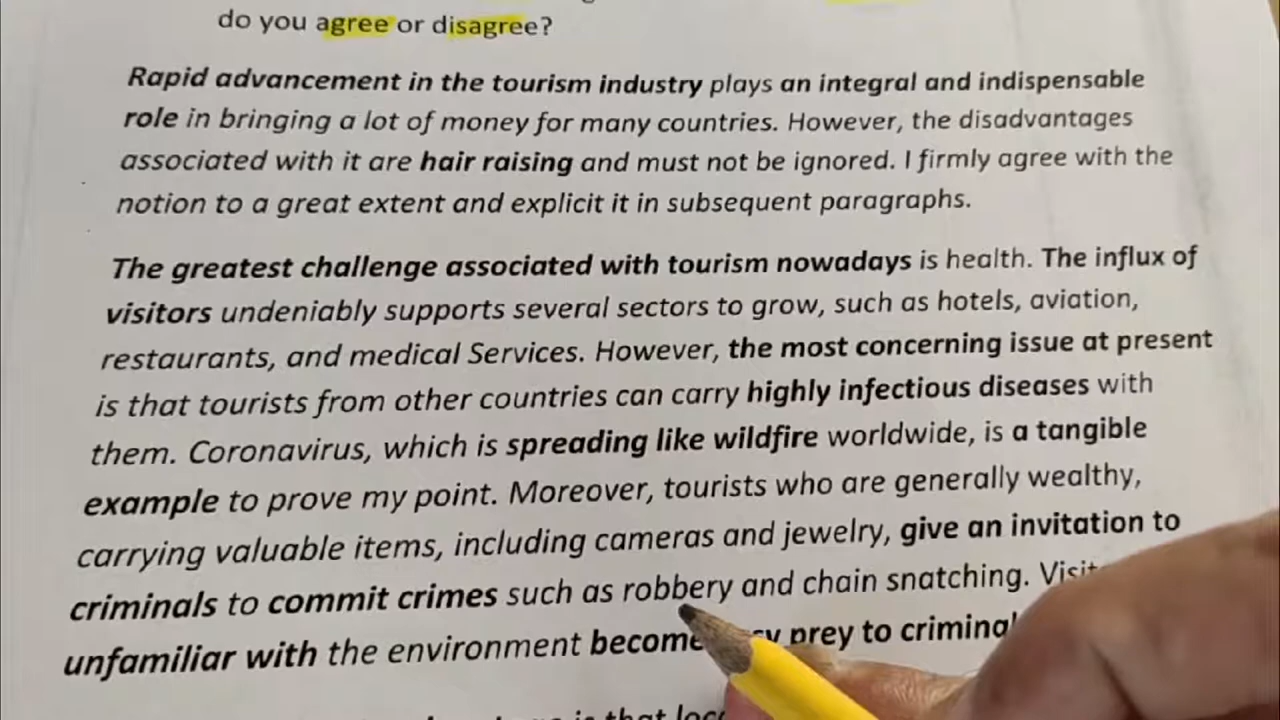 do you agree or disagree?
Rapid advancement in the tourism industry plays an integral and indispensable
role in bringing a lot of money for many countries. However, the disadvantages
associated with it are hair raising and must not be ignored. I firmly agree with the
notion to a great extent and explicit it in subsequent paragraphs.
The greatest challenge associated with tourism nowadays is health. The influx of
visitors undeniably supports several sectors to grow, such as hotels, aviation,
restaurants, and medical Services. However, the most concerning issue at present
is that tourists from other countries can carry highly infectious diseases with
them. Coronavirus, which is spreading like wildfire worldwide, is a tangible
example to prove my point. Moreover, tourists who are generally wealthy,
carrying valuable items, including cameras and jewelry, give an invitation to
criminals to commit crimes such as robbery and chain snatching.
unfamiliar with the environment become prey to
is that